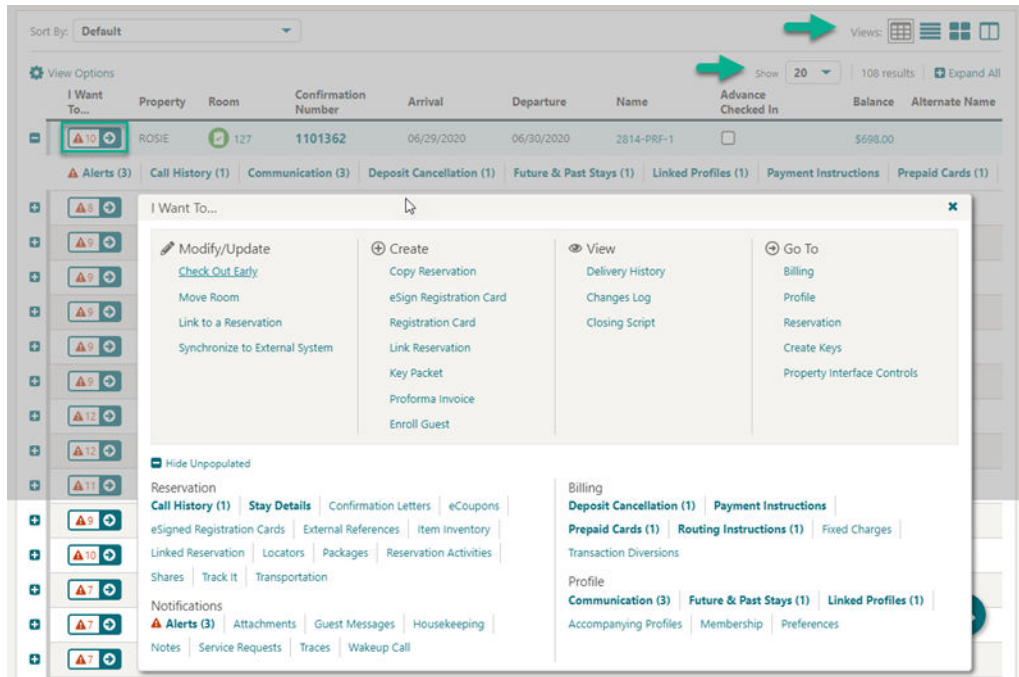 Sort By: Default Views:
View Options Show 20 108 results Expand All
I Want To... Property Room Confirmation Number Arrival Departure Name Advance Checked In Balance Alternate Name
10 ROSIE 127 1101362 06/29/2020 06/30/2020 2814-PRF-1 $698.00
Alerts (3) Call History (1) Communication (3) Deposit Cancellation (1) Future & Past Stays (1) Linked Profiles (1) Payment Instructions Prepaid Cards (1)
8
9
9
9
9
9
12
12
11
9
10
7
7
7
I Want To...
Modify/Update
Check Out Early
Move Room
Link to a Reservation
Synchronize to External System
Create
Copy Reservation
eSign Registration Card
Registration Card
Link Reservation
Key Packet
Proforma Invoice
Enroll Guest
View
Delivery History
Changes Log
Closing Script
Go To
Billing
Profile
Reservation
Create Keys
Property Interface Controls
Hide Unpopulated
Reservation
Call History (1) Stay Details Confirmation Letters eCoupons
eSigned Registration Cards External References Item Inventory
Linked Reservation Locators Packages Reservation Activities
Shares Track It Transportation
Notifications
Alerts (3) Attachments Guest Messages Housekeeping
Notes Service Requests Traces Wakeup Call
Billing
Deposit Cancellation (1) Payment Instructions
Prepaid Cards (1) Routing Instructions (1) Fixed Charges
Transaction Diversions
Profile
Communication (3) Future & Past Stays (1) Linked Profiles (1)
Accompanying Profiles Membership Preferences